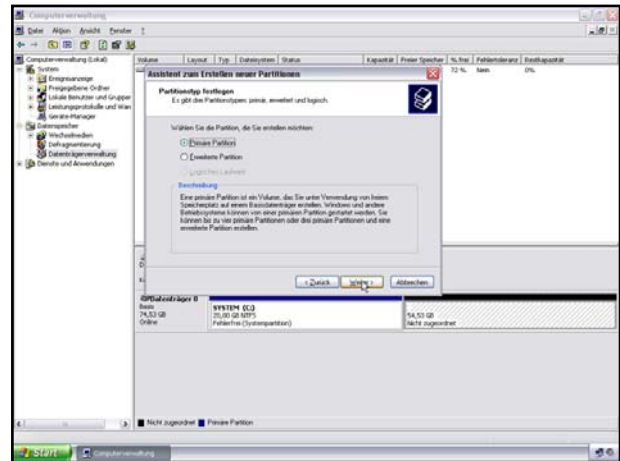 Computerverwaltung
Datei Aktion Ansicht Fenster ?
Computerverwaltung (Lokal)
System
Ereignisanzeige
Freigegebene Ordner
Lokale Benutzer und Gruppen
Leistungsprotokolle und War
Geräte-Manager
Datenspeicher
Wechselmedien
Defragmentierung
Datenträgerverwaltung
Dienste und Anwendungen
Volume Layout Typ Dateisystem Status Kapazität Freier Speicher % frei Fehlertoleranz Restkapazität
72 % Nein 0%
Assistent zum Erstellen neuer Partitionen
Partitionstyp festlegen
Es gibt drei Partitionstypen: primär, erweitert und logisch.
Wählen Sie die Partition, die Sie erstellen möchten:
Primäre Partition
Erweiterte Partition
Logisches Laufwerk
Beschreibung
Eine primäre Partition ist ein Volume, das Sie unter Verwendung von freiem
Speicherplatz auf einem Basisdatenträger erstellen. Windows und andere
Betriebssysteme können von einer primären Partition gestartet werden. Sie
können bis zu vier primäre Partitionen oder drei primäre Partitionen und eine
erweiterte Partition erstellen.
< Zurück Weiter > Abbrechen
Datenträger 0
Basis
74,53 GB
Online
SYSTEM (C:)
20,00 GB NTFS
Fehlerfrei (Systempartition)
54,53 GB
Nicht zugeordnet
Nicht zugeordnet Primäre Partition
Start Computerverwaltung